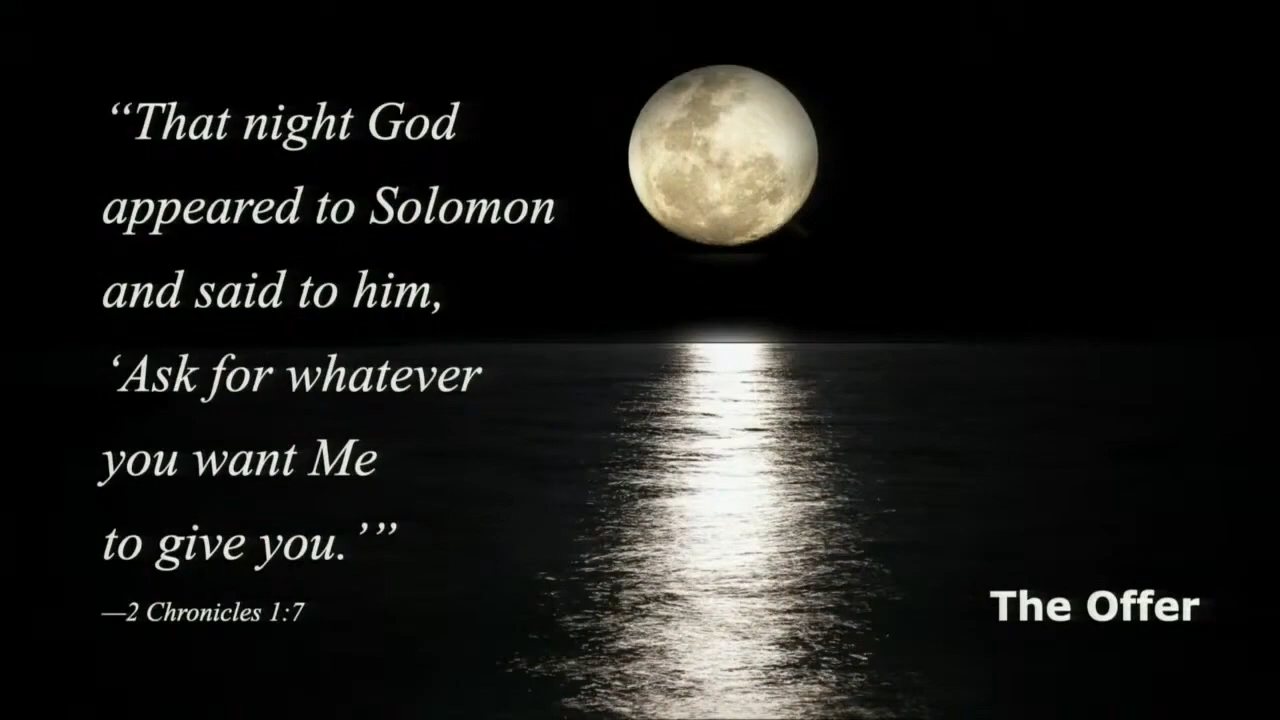 “That night God
appeared to Solomon
and said to him,
‘Ask for whatever
you want Me
to give you.’”
—2 Chronicles 1:7
The Offer